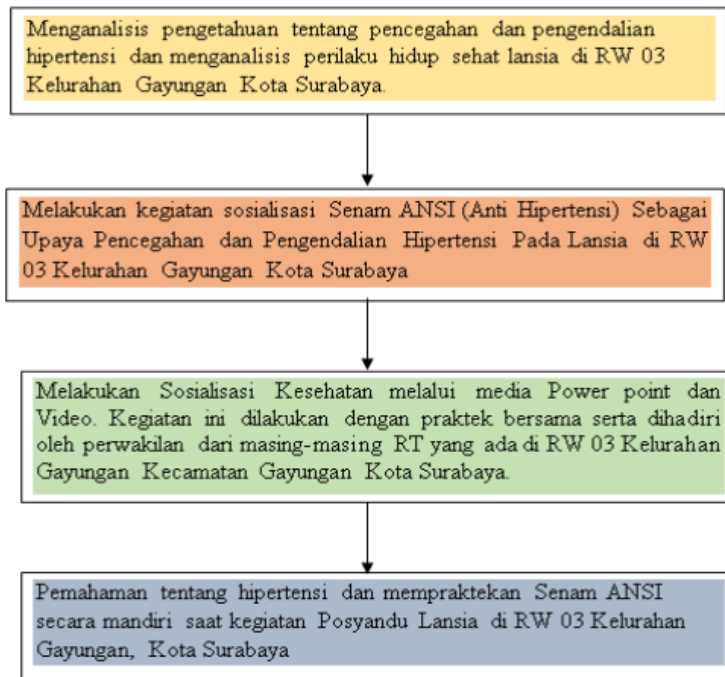 Menganalisis pengetahuan tentang pencegahan dan pengendalian
hipertensi dan menganalisis perilaku hidup sehat lansia di RW 03
Kelurahan Gayungan Kota Surabaya.
Melakukan kegiatan sosialisasi Senam ANSI (Anti Hipertensi) Sebagai
Upaya Pencegahan dan Pengendalian Hipertensi Pada Lansia di RW
03 Kelurahan Gayungan Kota Surabaya
Melakukan Sosialisasi Kesehatan melalui media Power point dan
Video. Kegiatan ini dilakukan dengan praktek bersama serta dihadiri
oleh perwakilan dari masing-masing RT yang ada di RW 03 Kelurahan
Gayungan Kecamatan Gayungan Kota Surabaya.
Pemahaman tentang hipertensi dan mempraktekan Senam ANSI
secara mandiri saat kegiatan Posyandu Lansia di RW 03 Kelurahan
Gayungan, Kota Surabaya